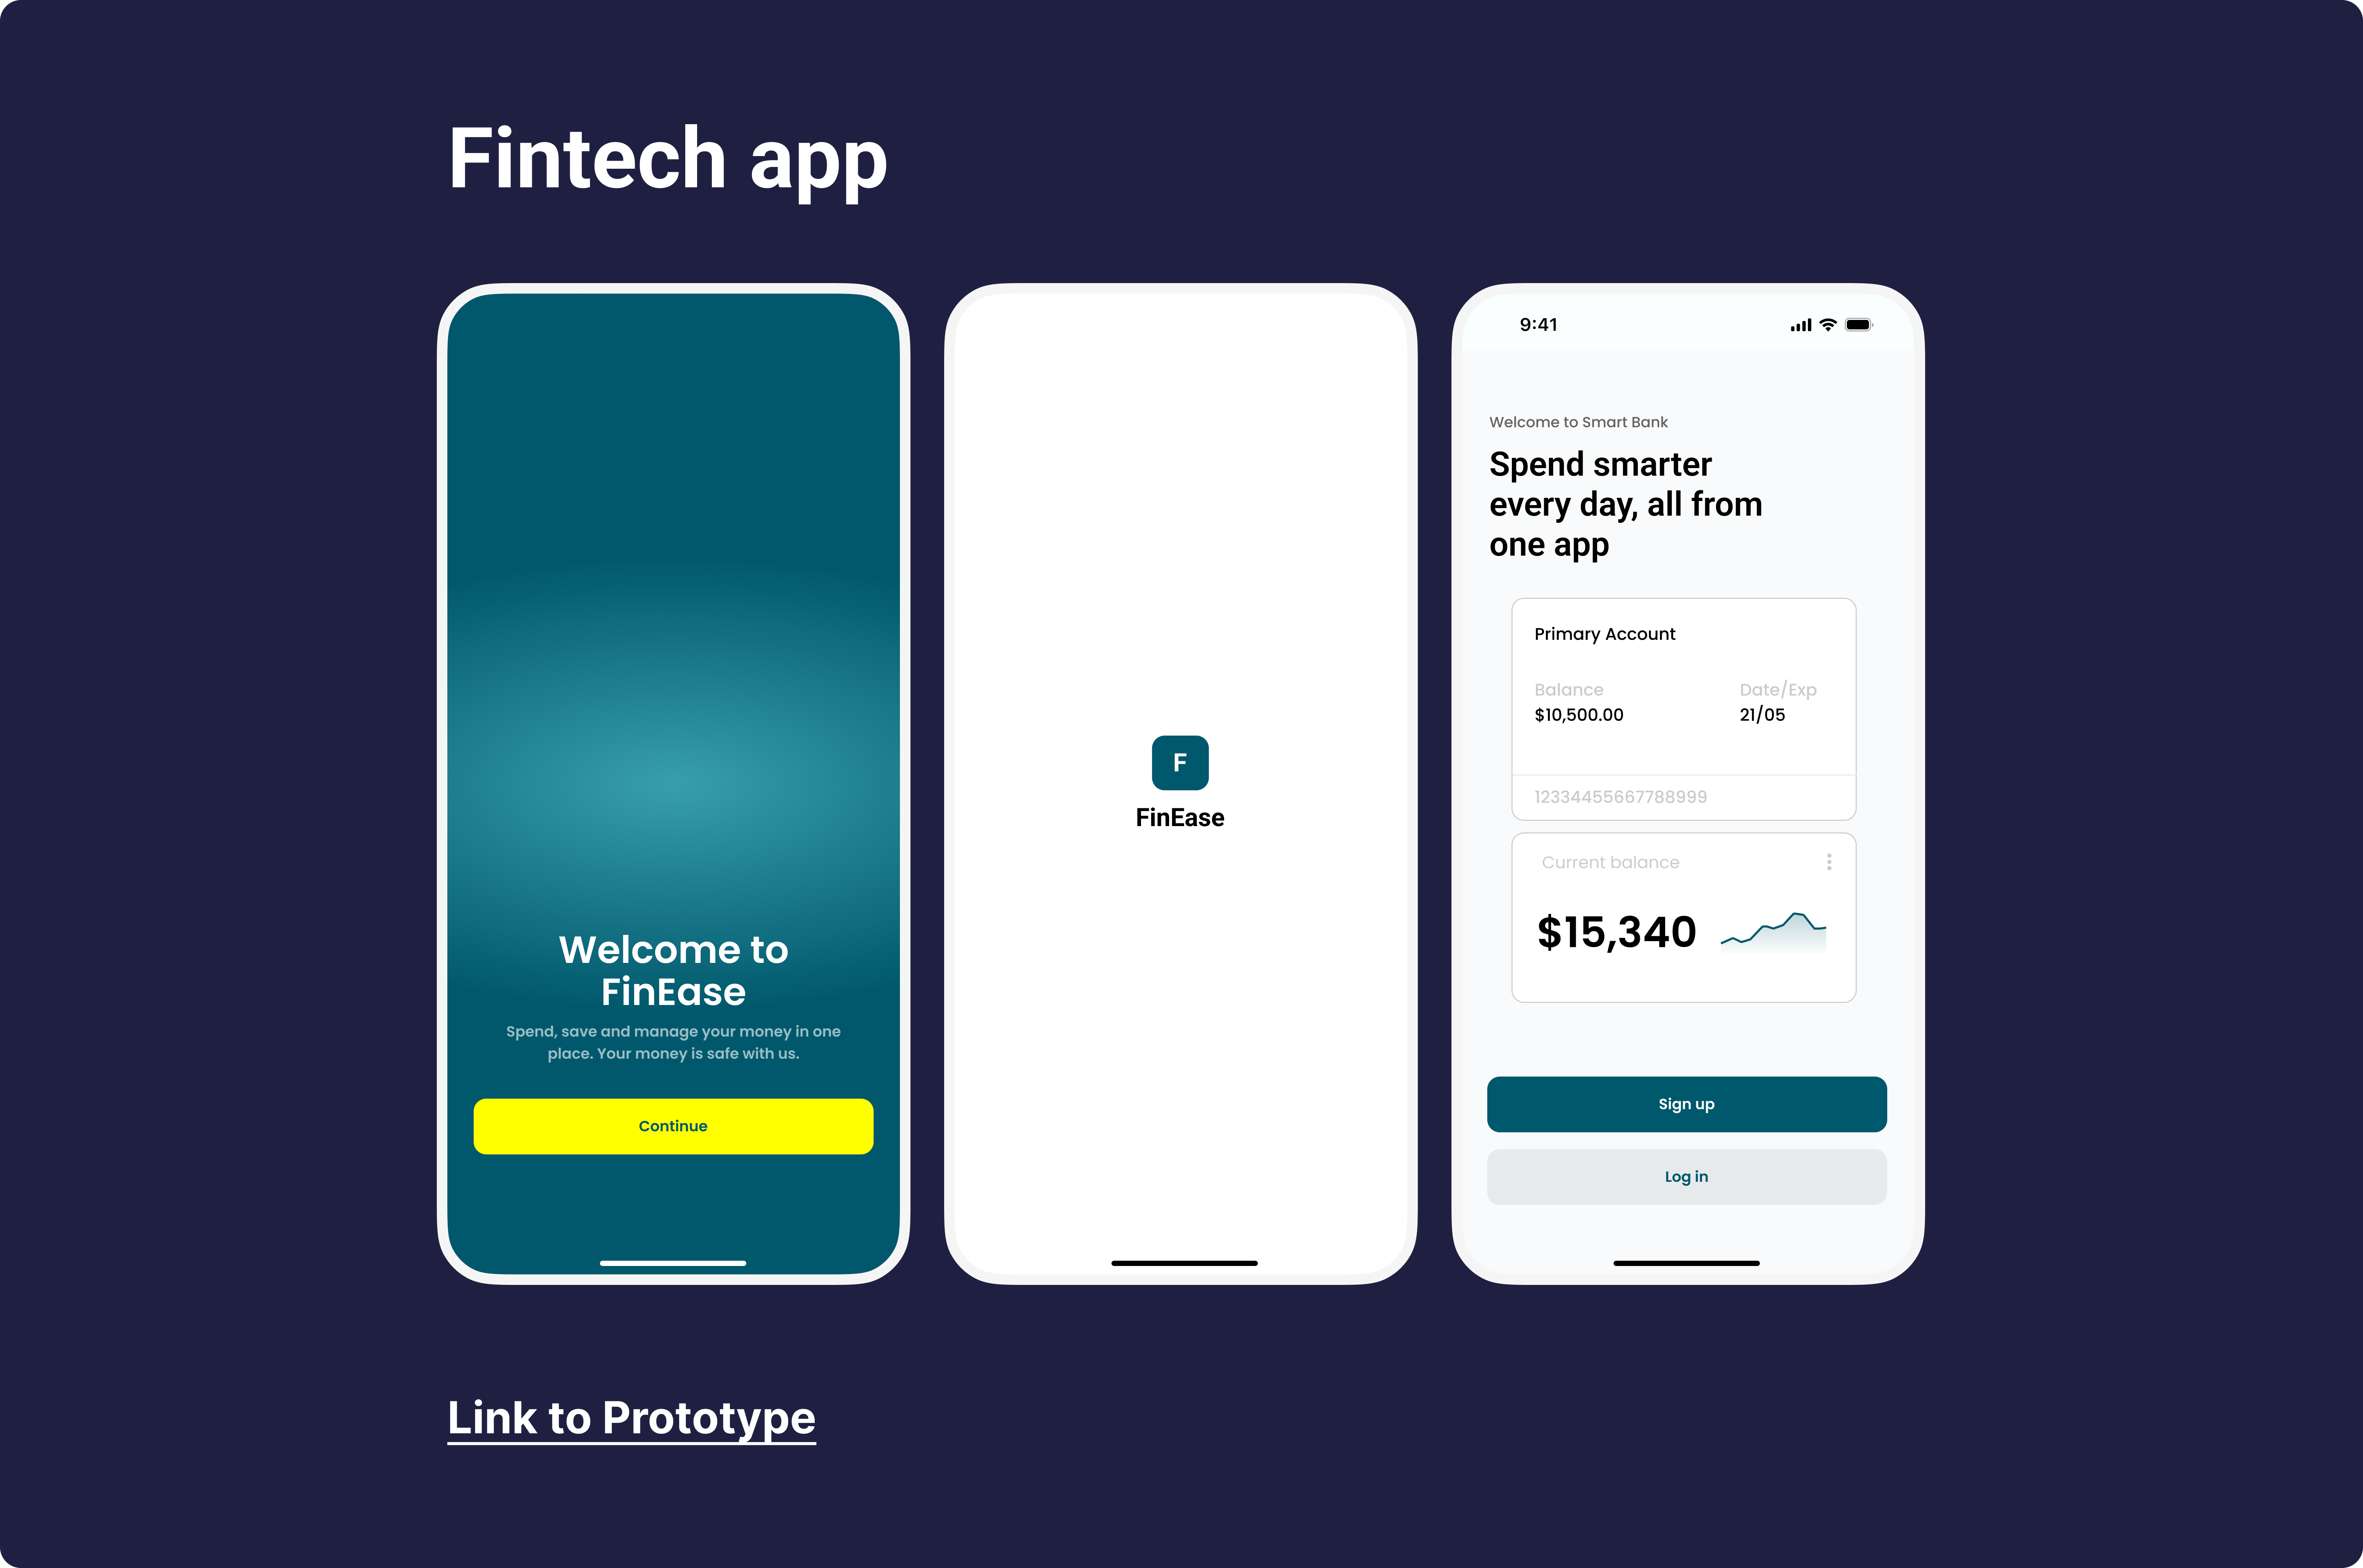 Fintech app
Welcome to
FinEase
Spend, save and manage your money in one
place. Your money is safe with us.
Continue
F
FinEase
9:41
Welcome to Smart Bank
Spend smarter
every day, all from
one app
Primary Account
Balance
Date/Exp
$10,500.00
21/05
12334455667788999
Current balance
$15,340
Sign up
Log in
Link to Prototype